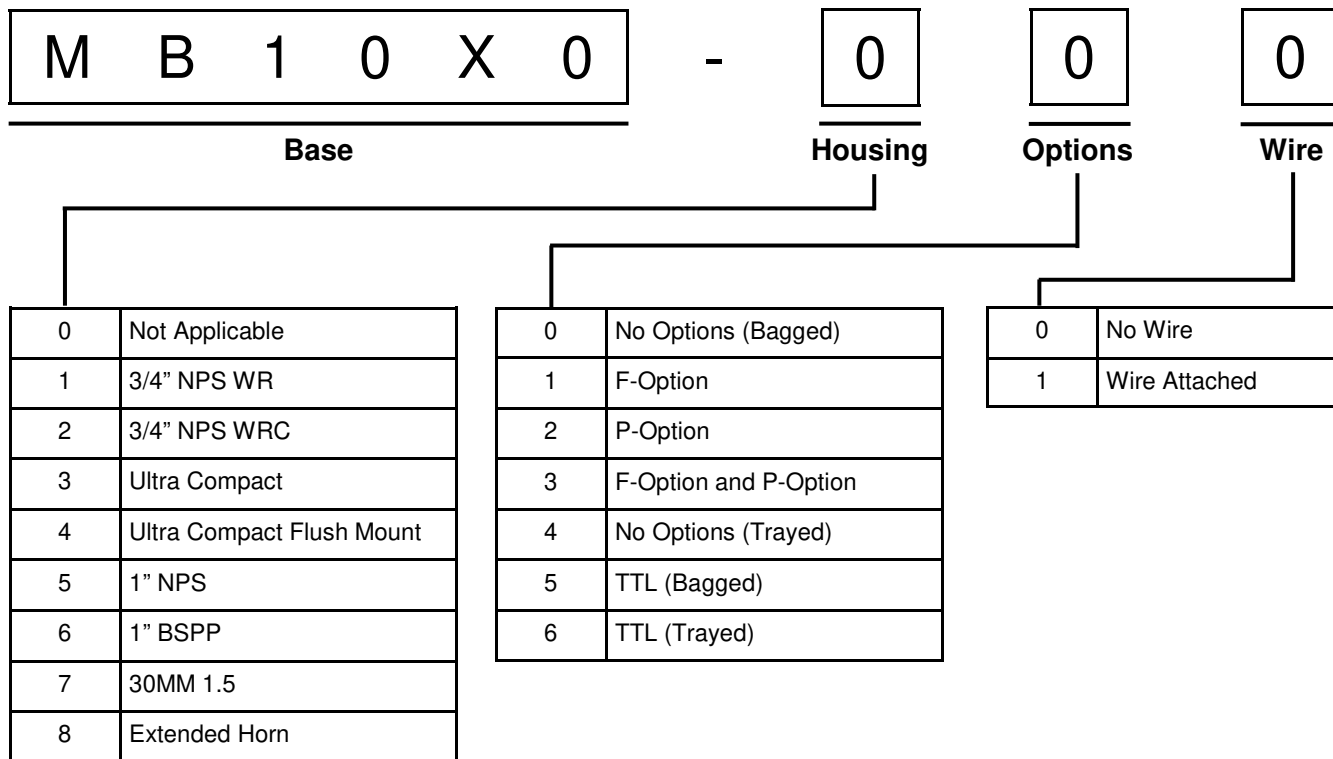 M B 1 0 X 0 - 0 0 0
Base Housing Options Wire
0 Not Applicable
1 3/4” NPS WR
2 3/4” NPS WRC
3 Ultra Compact
4 Ultra Compact Flush Mount
5 1” NPS
6 1” BSPP
7 30MM 1.5
8 Extended Horn
0 No Options (Bagged)
1 F-Option
2 P-Option
3 F-Option and P-Option
4 No Options (Trayed)
5 TTL (Bagged)
6 TTL (Trayed)
0 No Wire
1 Wire Attached